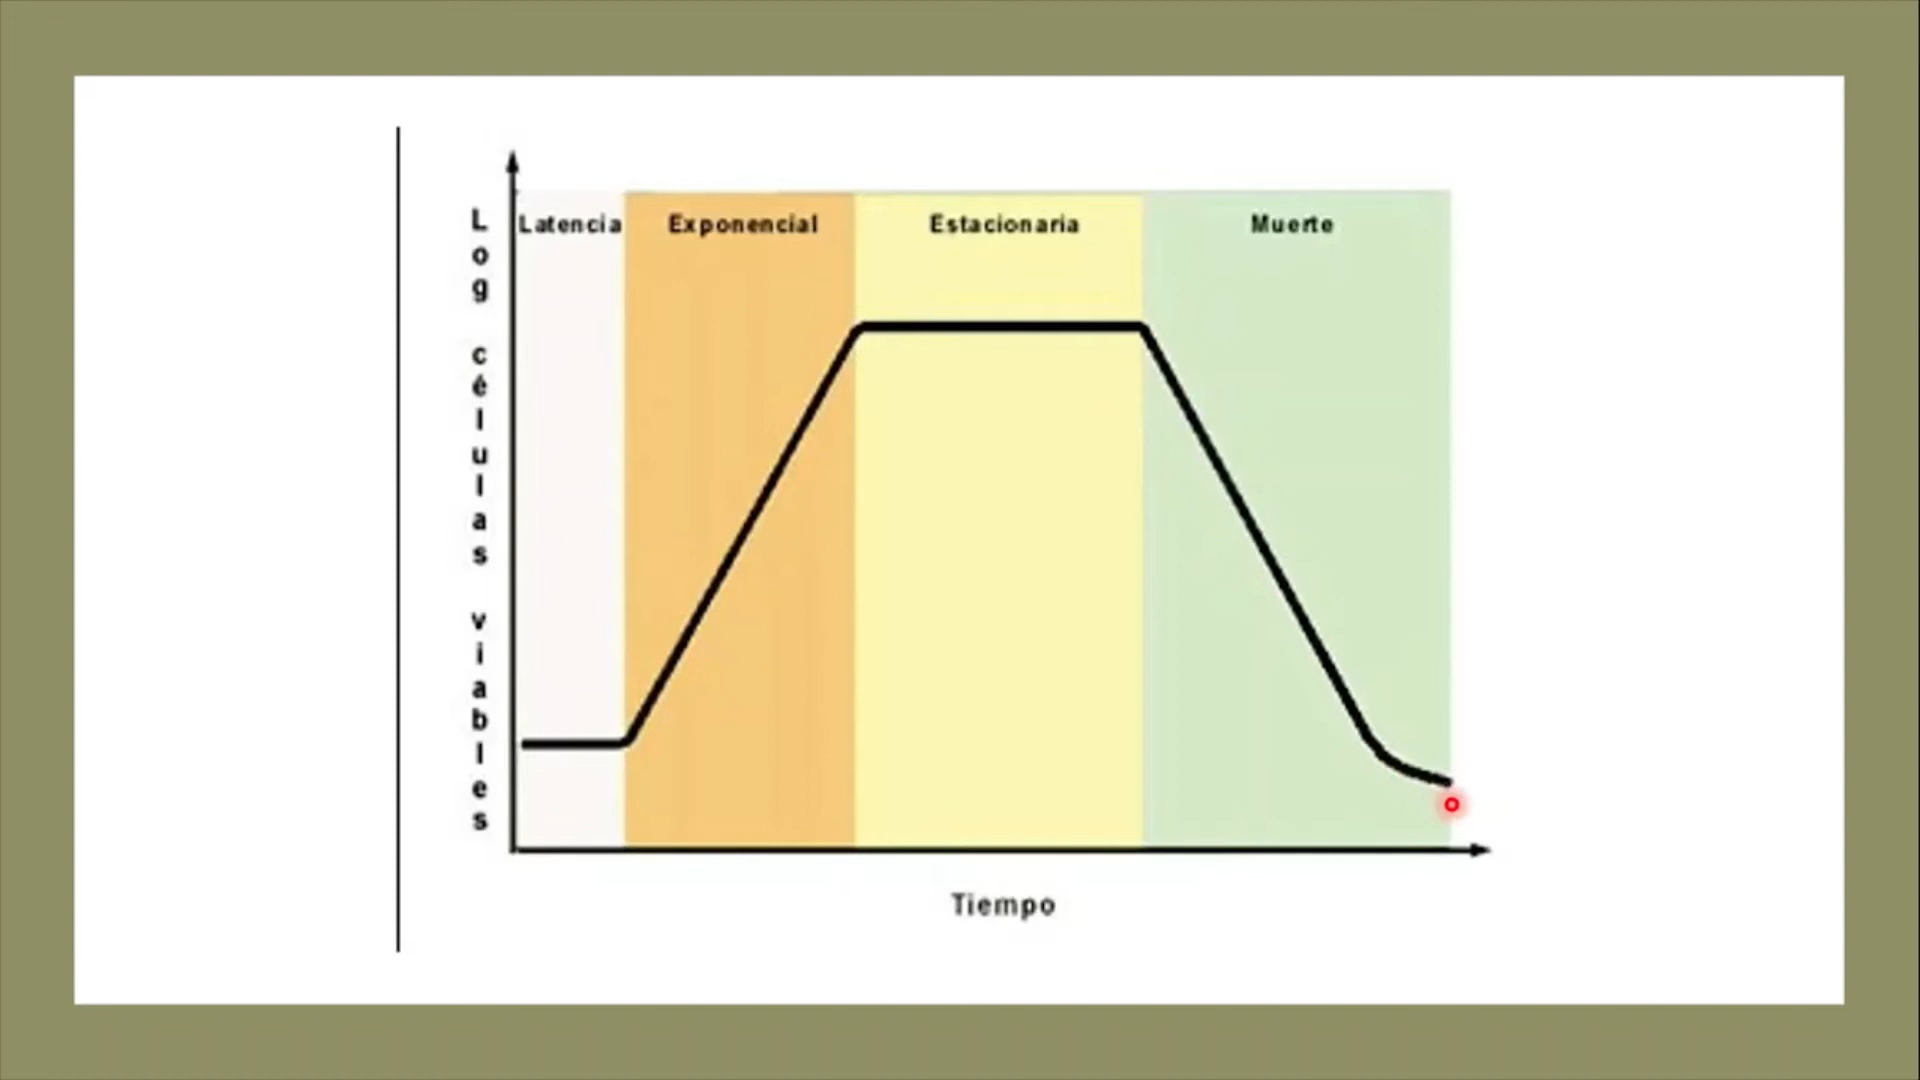 Log células viables
Latencia
Exponencial
Estacionaria
Muerte
Tiempo